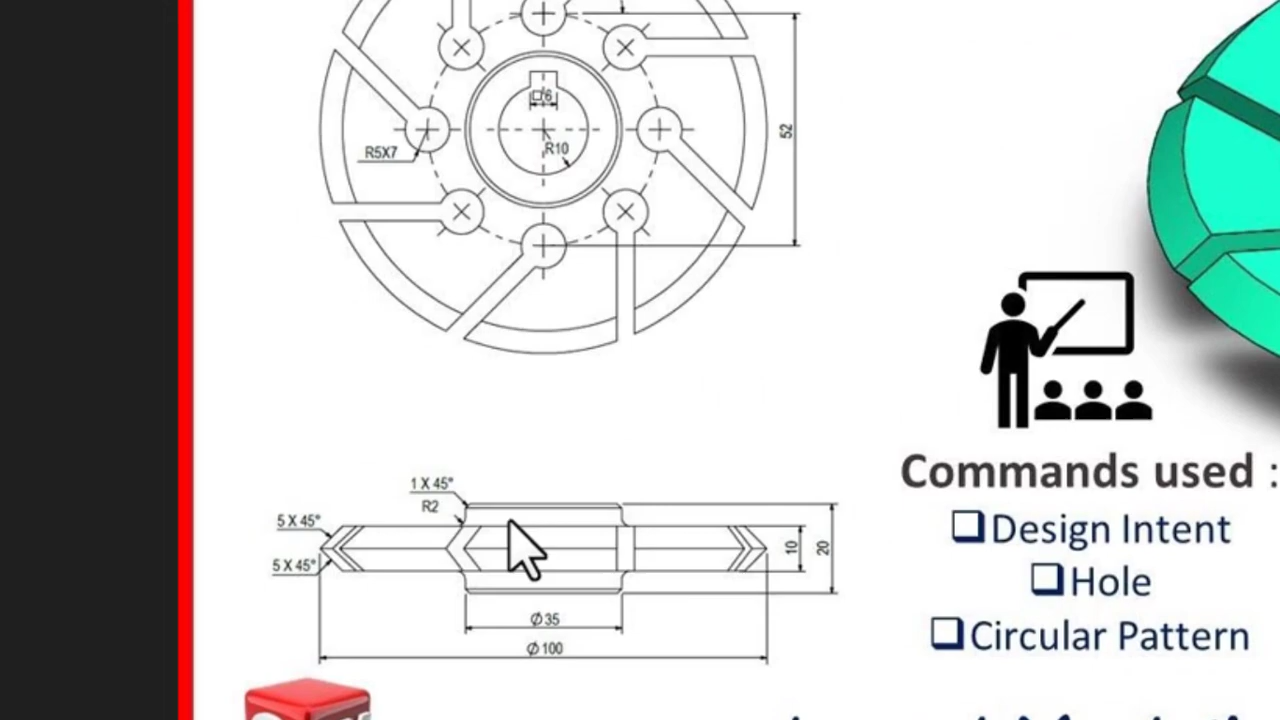 □6
52
R10
R5X7
1 X 45°
R2
5 X 45°
5 X 45°
10
20
Ø35
Ø100
Commands used :
❑Design Intent
❑Hole
❑Circular Pattern